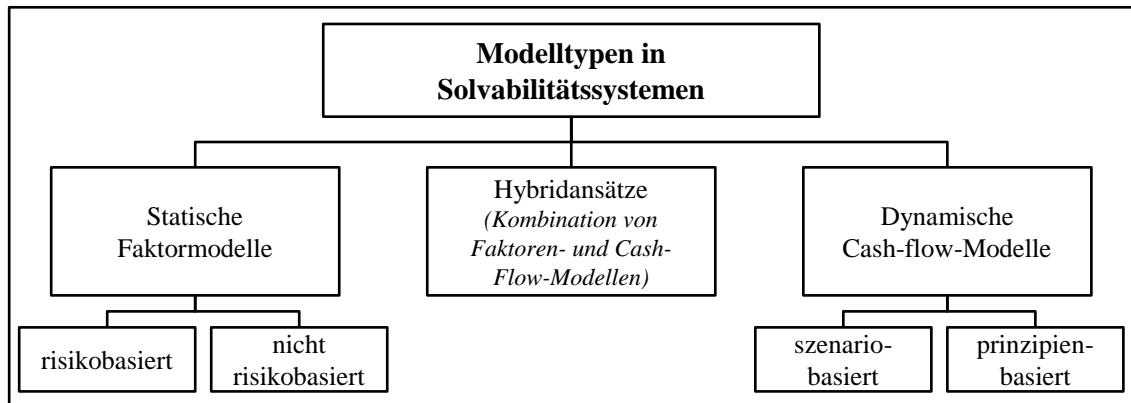 Modelltypen in
Solvabilitätssystemen
Statische
Faktormodelle
Hybridansätze
(Kombination von
Faktoren- und Cash-
Flow-Modellen)
Dynamische
Cash-flow-Modelle
risikobasiert
nicht
risikobasiert
szenario-
basiert
prinzipien-
basiert